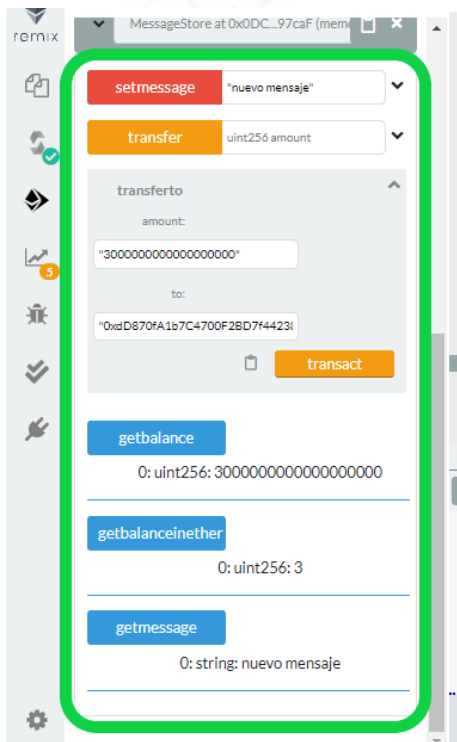 remix
MessageStore at 0x0DC...97caF (mem
setmessage "nuevo mensaje"
transfer uint256 amount
transferto
amount:
"3000000000000000000"
to:
"0xdD870fA1b7C4700F2BD7f4423
transact
5
getbalance
0: uint256: 3000000000000000000
getbalanceinether
0: uint256: 3
getmessage
0: string: nuevo mensaje